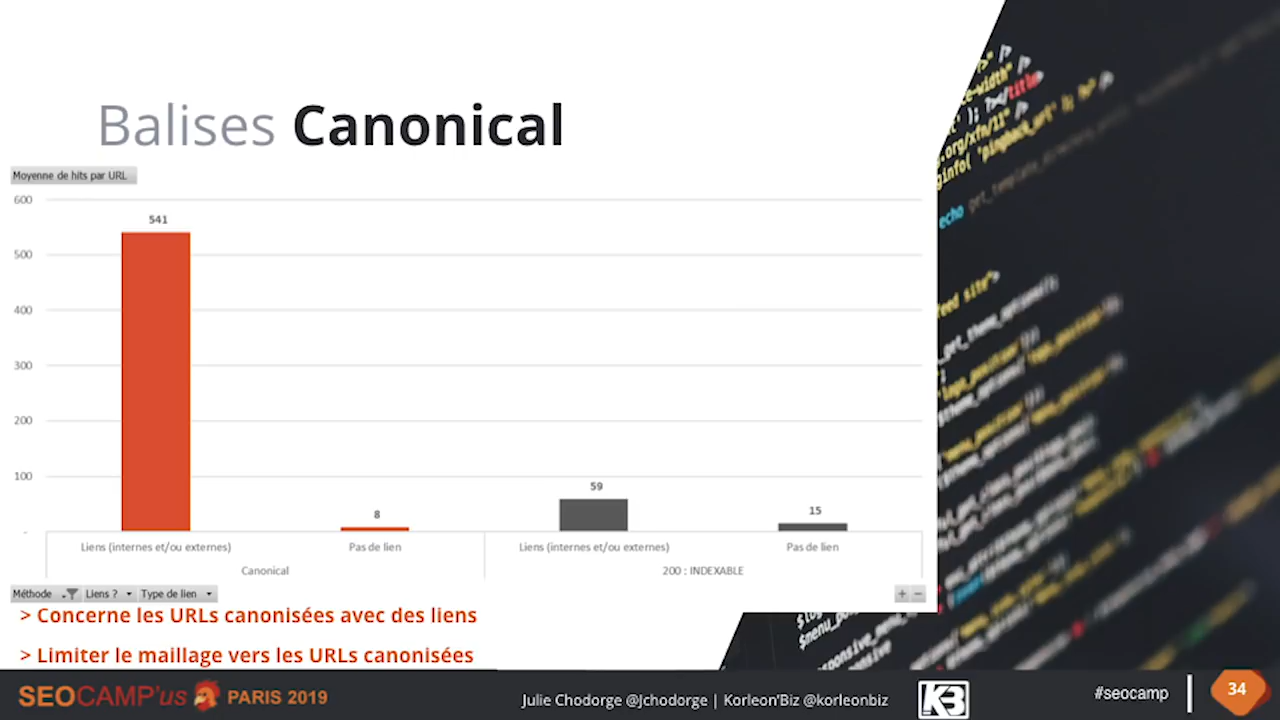 Balises Canonical
Moyenne de hits par URL
600
500
400
300
200
100
-
541
8
59
15
Liens (internes et/ou externes)
Pas de lien
Liens (internes et/ou externes)
Pas de lien
Canonical
200 : INDEXABLE
Méthode Liens ? Type de lien
+ −
> Concerne les URLs canonisées avec des liens
> Limiter le maillage vers les URLs canonisées
SEOCAMP'us PARIS 2019
Julie Chodorge @Jchodorge | Korleon'Biz @korleonbiz
K3
#seocamp
34
echo